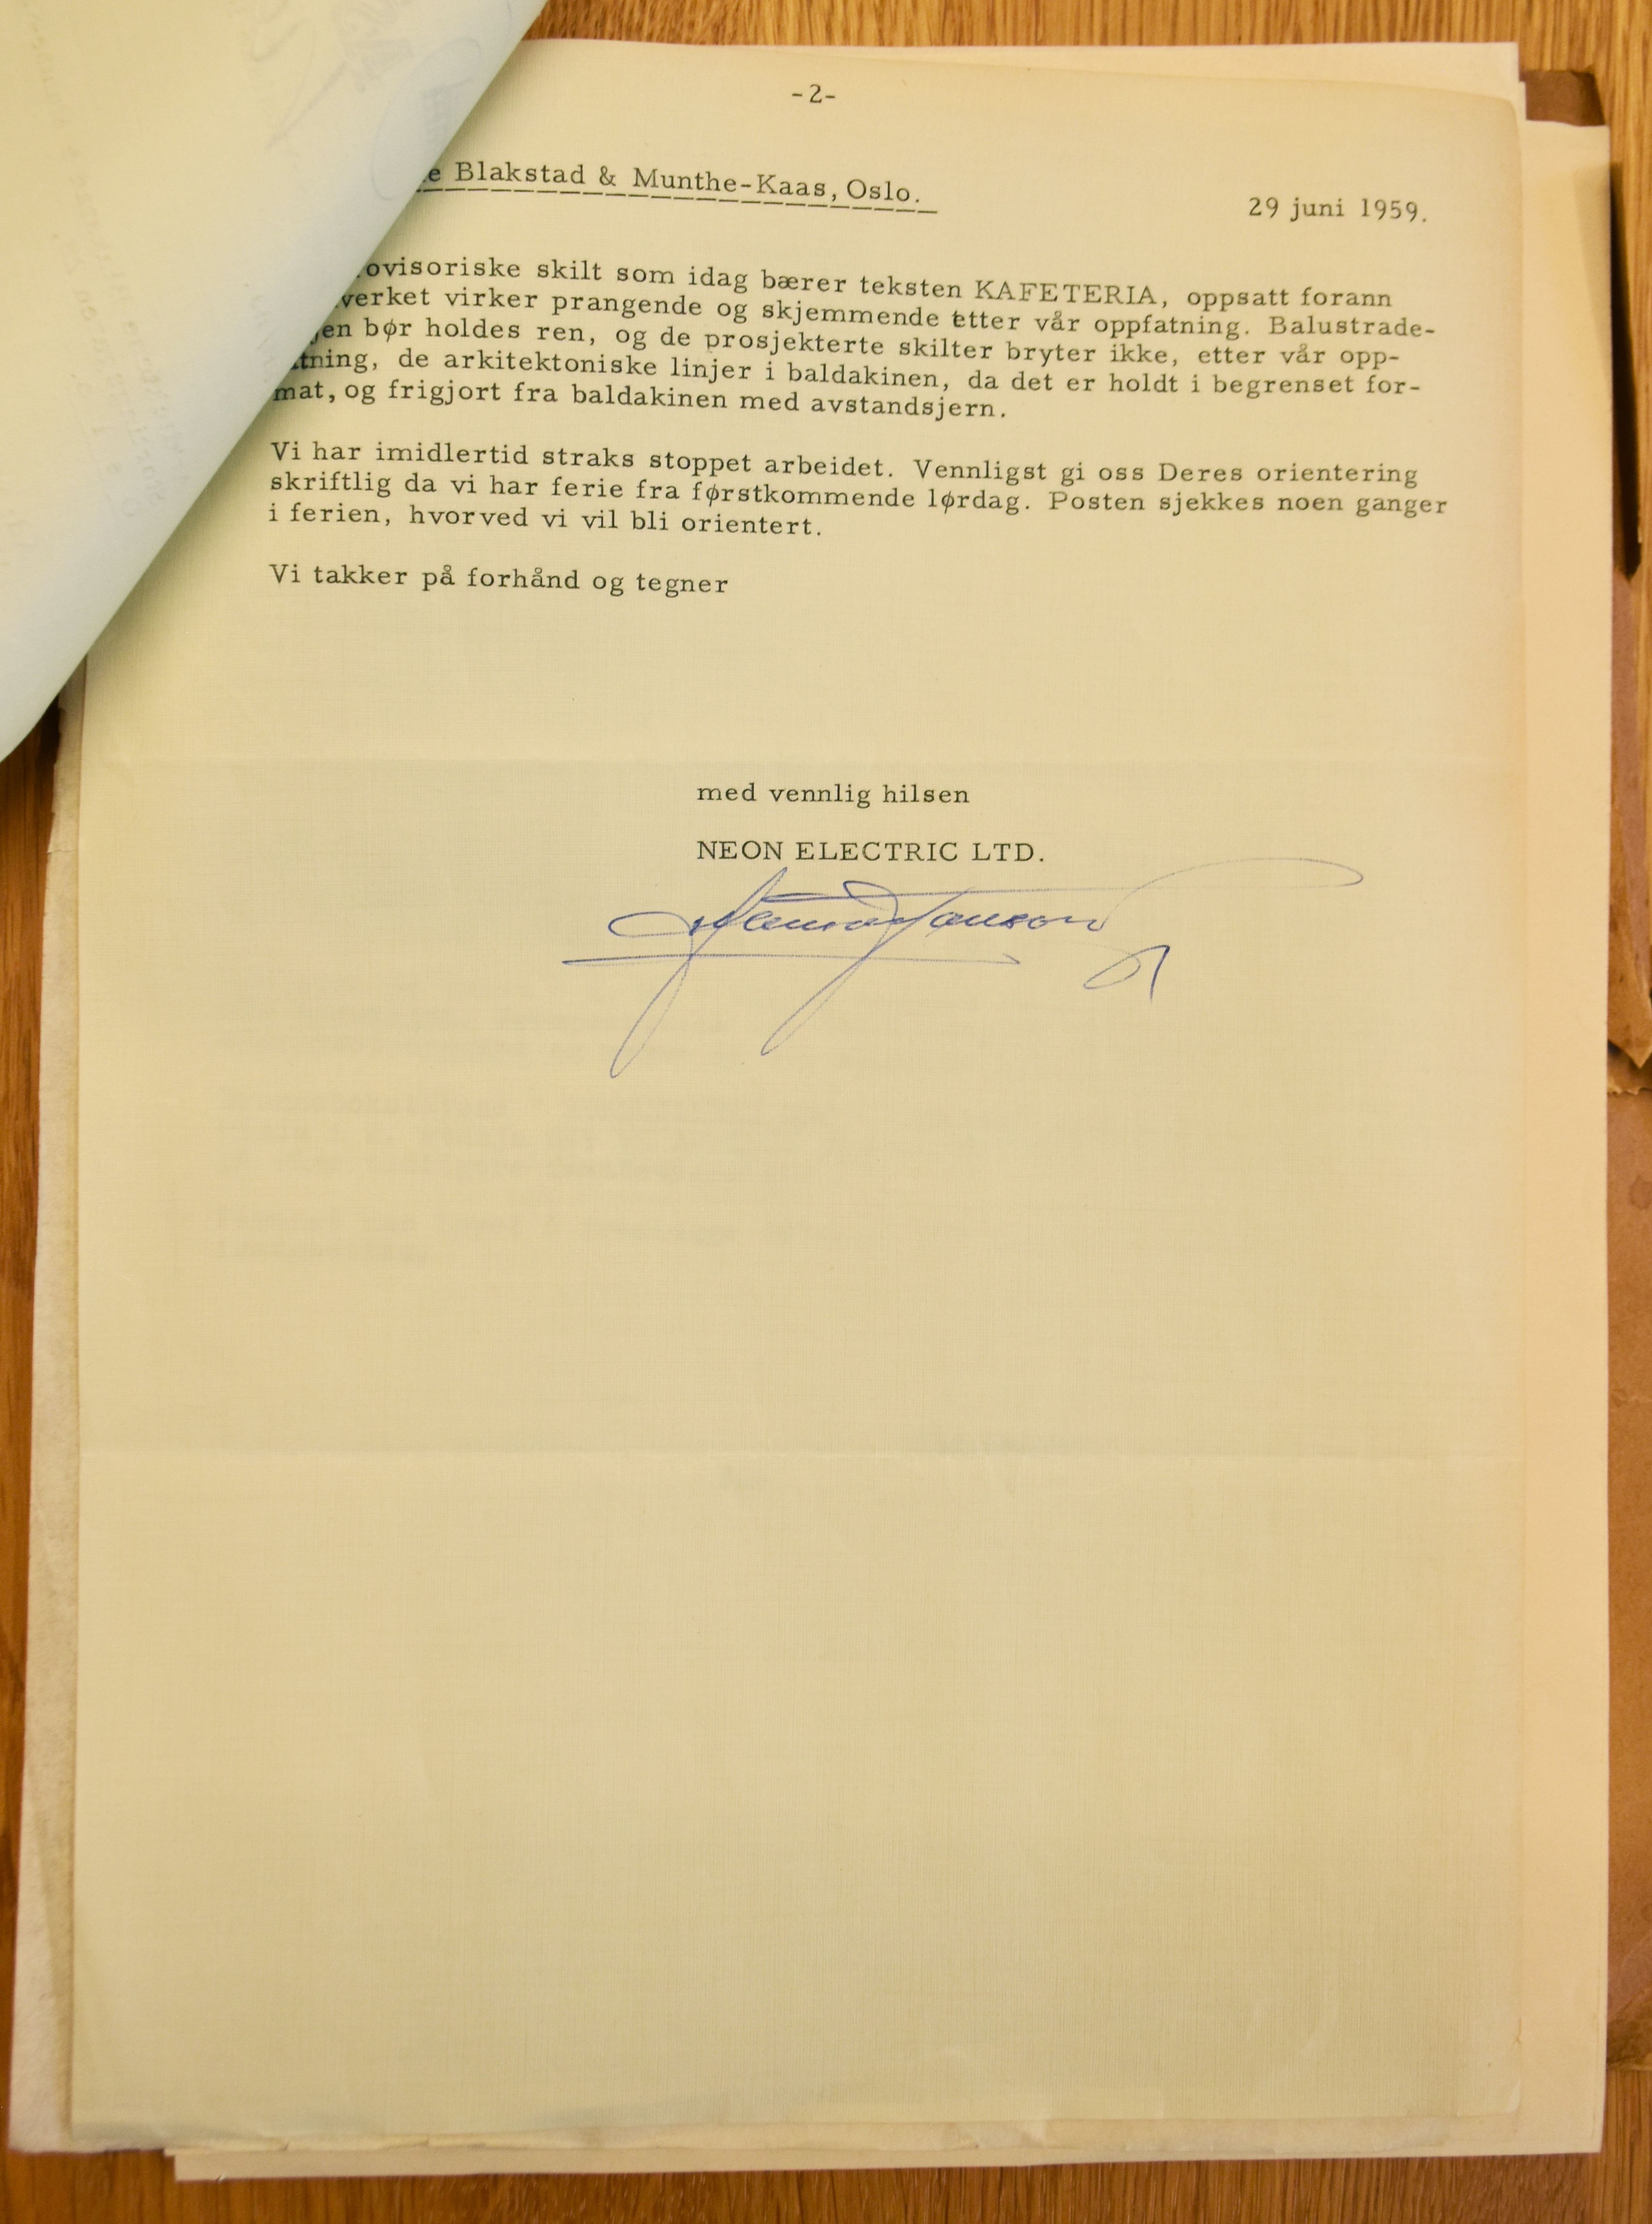 -2-
Blakstad & Munthe-Kaas, Oslo.
29 juni 1959.
ovisoriske skilt som idag bærer teksten KAFETERIA, oppsatt forann
verket virker prangende og skjemmende etter vår oppfatning. Balustrade-
en bør holdes ren, og de prosjekterte skilter bryter ikke, etter vår opp-
tning, de arkitektoniske linjer i baldakinen, da det er holdt i begrenset for-
mat, og frigjort fra baldakinen med avstandsjern.
Vi har imidlertid straks stoppet arbeidet. Vennligst gi oss Deres orientering
skriftlig da vi har ferie fra førstkommende lørdag. Posten sjekkes noen ganger
i ferien, hvorved vi vil bli orientert.
Vi takker på forhånd og tegner
med vennlig hilsen
NEON ELECTRIC LTD.